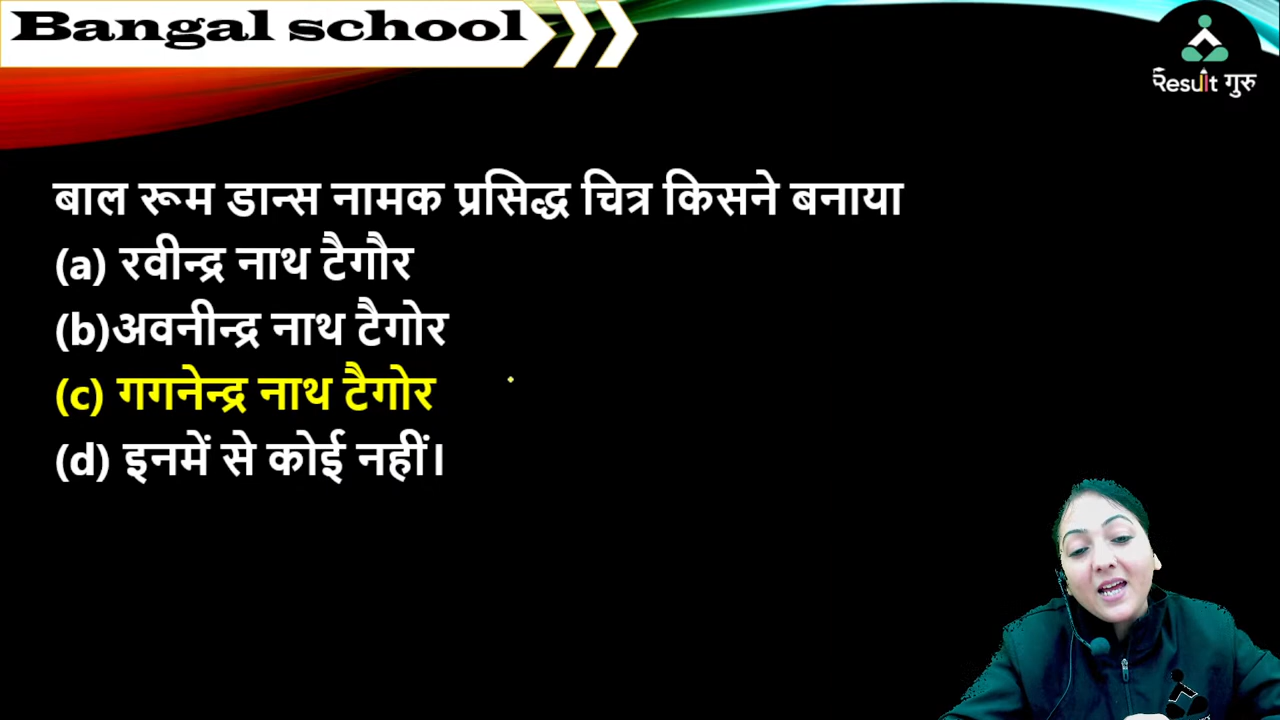 Bangal school
Result गुरु
बाल रूम डान्स नामक प्रसिद्ध चित्र किसने बनाया
(a) रवीन्द्र नाथ टैगौर
(b)अवनीन्द्र नाथ टैगोर
(c) गगनेन्द्र नाथ टैगोर
(d) इनमें से कोई नहीं।